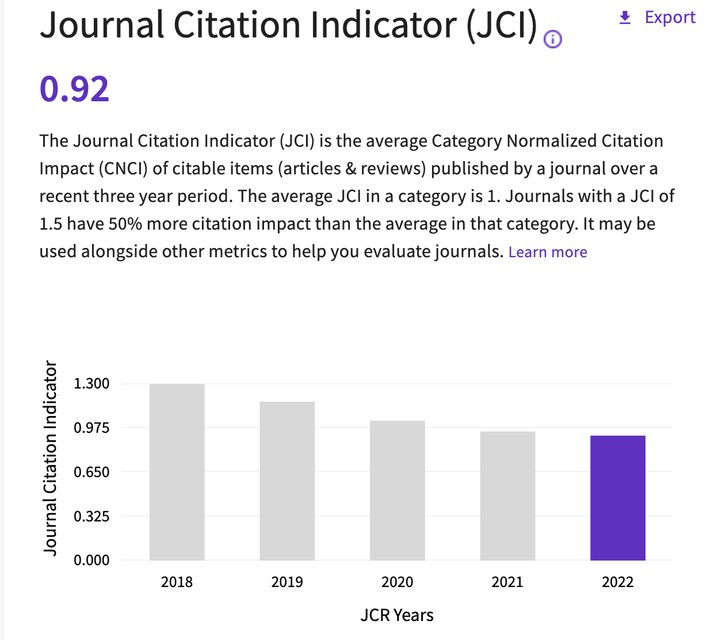 Journal Citation Indicator (JCI)
Export
0.92
The Journal Citation Indicator (JCI) is the average Category Normalized Citation
Impact (CNCI) of citable items (articles & reviews) published by a journal over a
recent three year period. The average JCI in a category is 1. Journals with a JCI of
1.5 have 50% more citation impact than the average in that category. It may be
used alongside other metrics to help you evaluate journals. Learn more
Journal Citation Indicator
1.300
0.975
0.650
0.325
0.000
2018 2019 2020 2021 2022
JCR Years